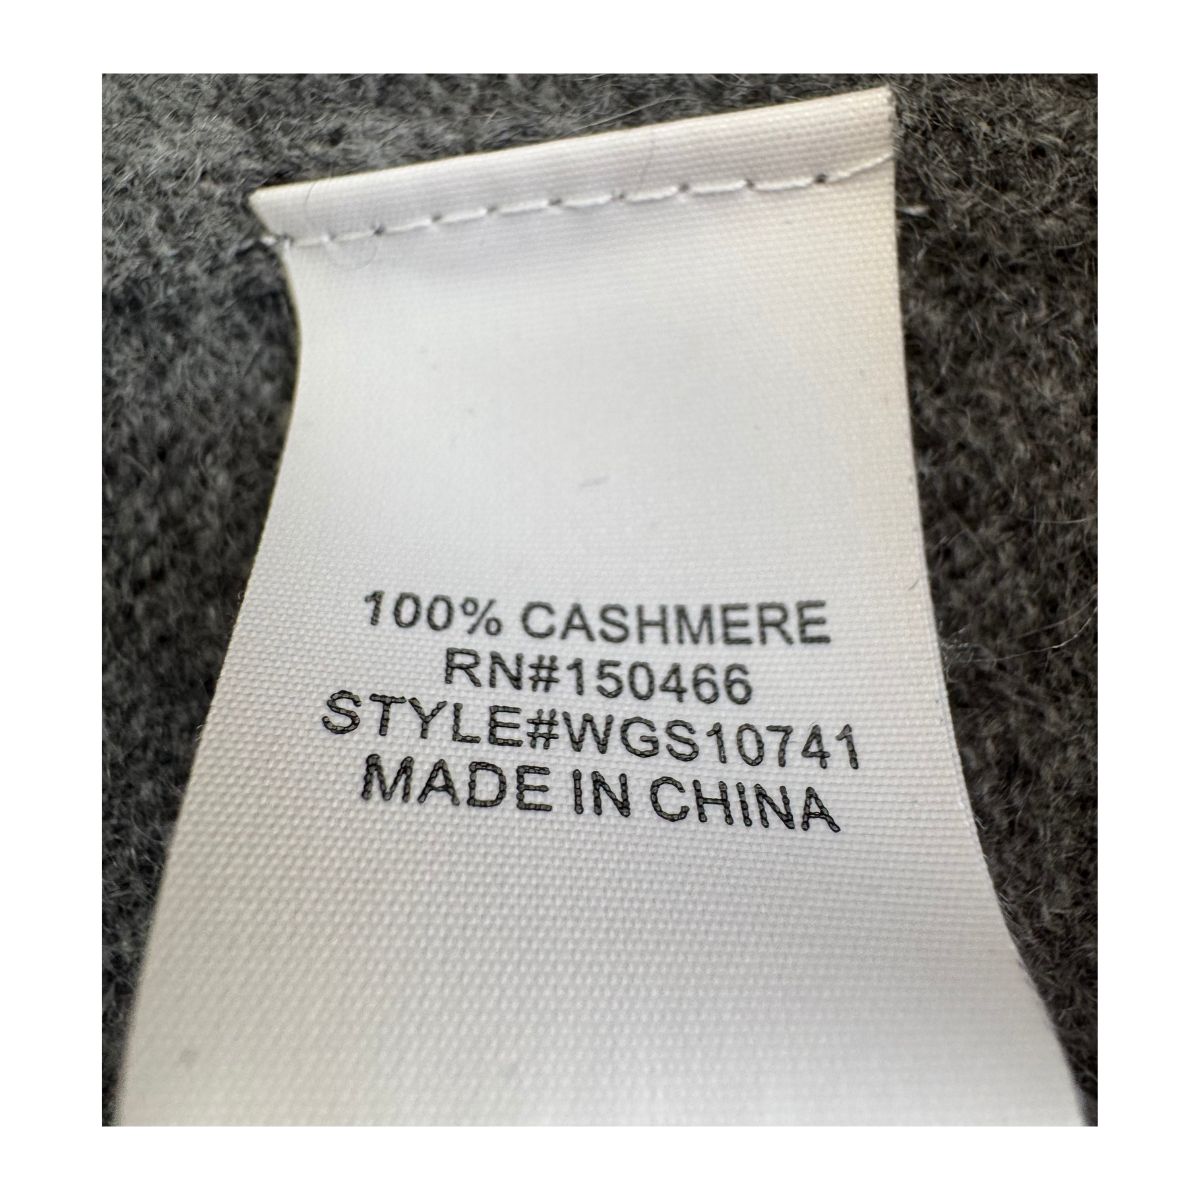 100% CASHMERE
RN#150466
STYLE#WGS10741
MADE IN CHINA